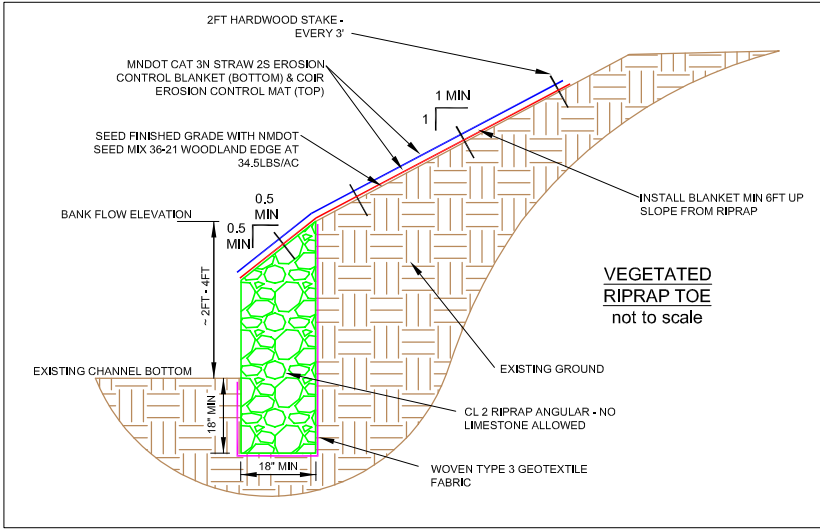 2FT HARDWOOD STAKE -
EVERY 3'
MNDOT CAT 3N STRAW 2S EROSION
CONTROL BLANKET (BOTTOM) & COIR
EROSION CONTROL MAT (TOP)
1 MIN
1
SEED FINISHED GRADE WITH NMDOT
SEED MIX 36-21 WOODLAND EDGE AT
34.5LBS/AC
INSTALL BLANKET MIN 6FT UP
SLOPE FROM RIPRAP
0.5
MIN
BANK FLOW ELEVATION
0.5
MIN
VEGETATED
RIPRAP TOE
not to scale
~ 2FT - 4FT
EXISTING CHANNEL BOTTOM
EXISTING GROUND
CL 2 RIPRAP ANGULAR - NO
LIMESTONE ALLOWED
18" MIN
18" MIN
WOVEN TYPE 3 GEOTEXTILE
FABRIC